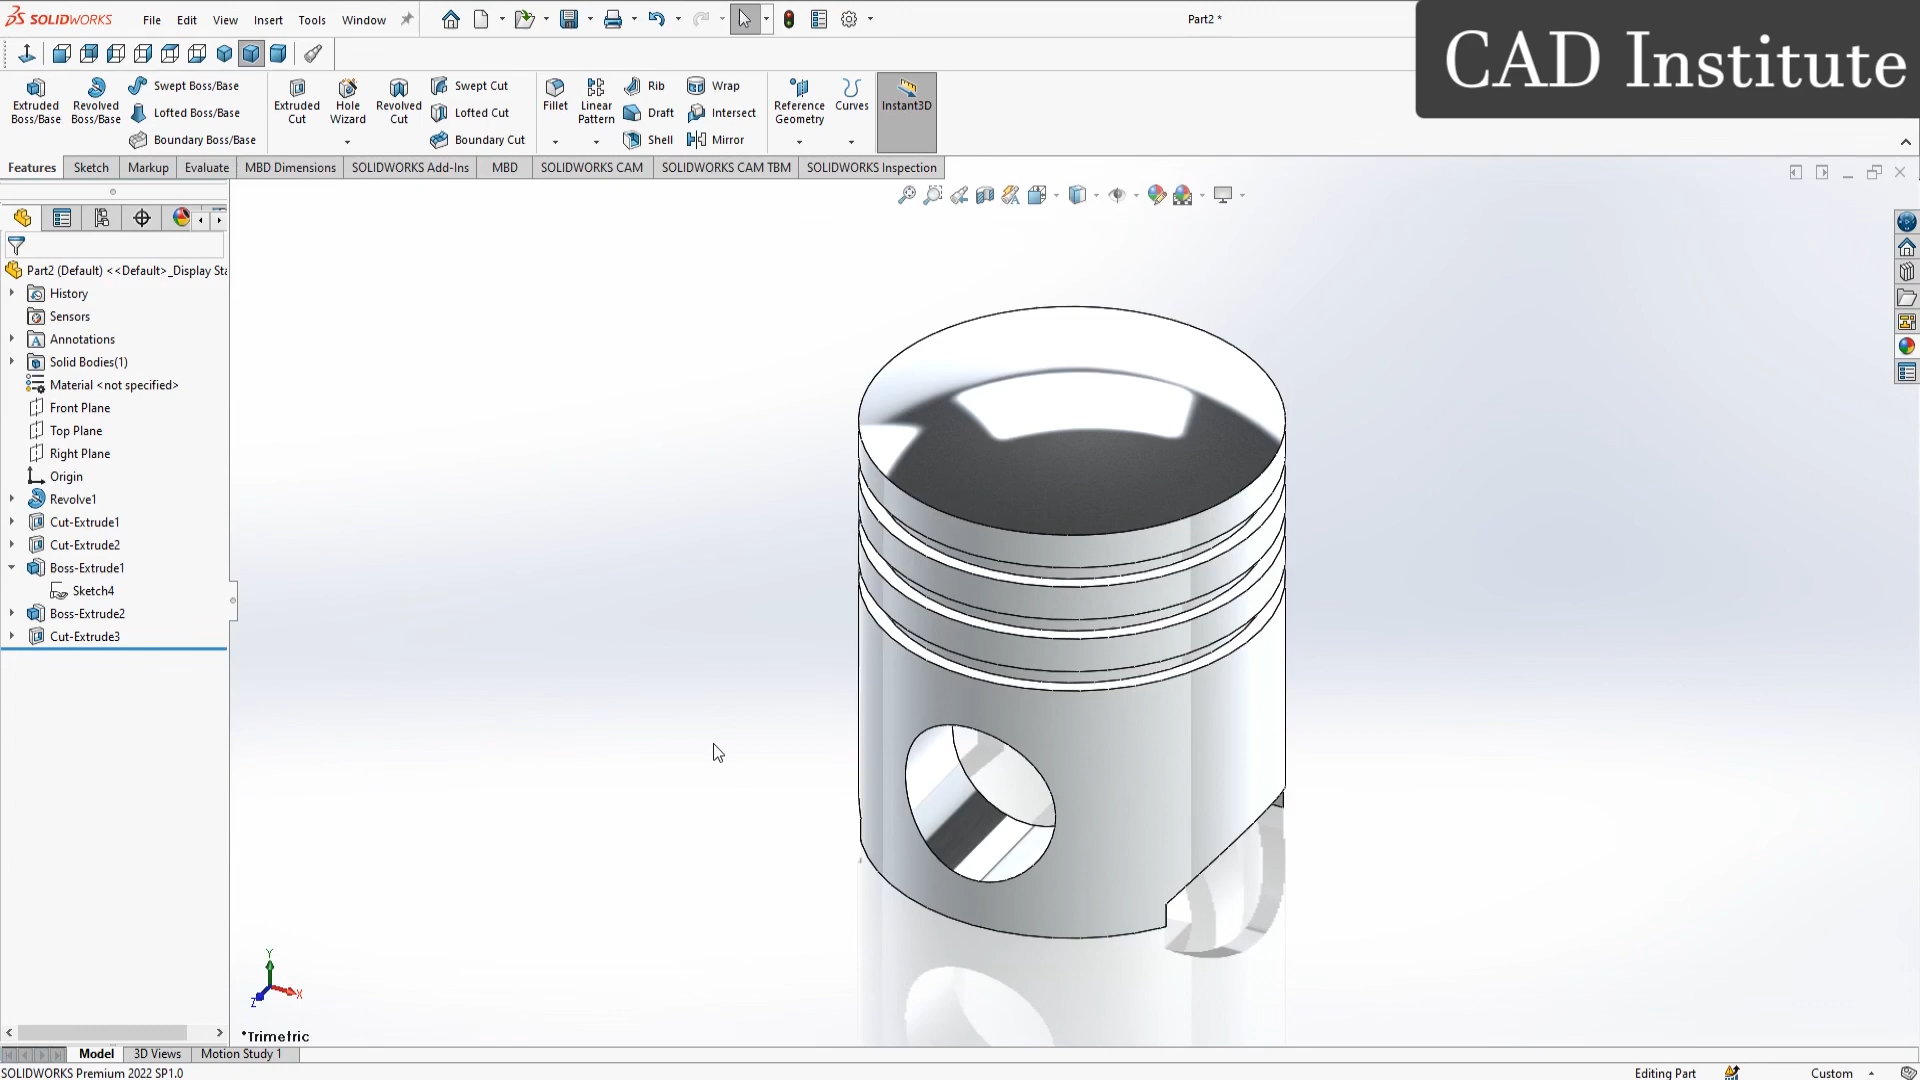 SOLIDWORKS File Edit View Insert Tools Window Part2 *
CAD Institute
Extruded Boss/Base
Revolved Boss/Base
Swept Boss/Base
Lofted Boss/Base
Boundary Boss/Base
Extruded Cut
Hole Wizard
Revolved Cut
Swept Cut
Lofted Cut
Boundary Cut
Fillet
Linear Pattern
Rib
Draft
Shell
Wrap
Intersect
Mirror
Reference Geometry
Curves
Instant3D
Features Sketch Markup Evaluate MBD Dimensions SOLIDWORKS Add-Ins MBD SOLIDWORKS CAM SOLIDWORKS CAM TBM SOLIDWORKS Inspection
Part2 (Default) <<Default>_Display Sta
History
Sensors
A Annotations
Solid Bodies(1)
Material <not specified>
Front Plane
Top Plane
Right Plane
Origin
Revolve1
Cut-Extrude1
Cut-Extrude2
Boss-Extrude1
Sketch4
Boss-Extrude2
Cut-Extrude3
Y
X
Z
*Trimetric
Model 3D Views Motion Study 1
SOLIDWORKS Premium 2022 SP1.0 Editing Part Custom